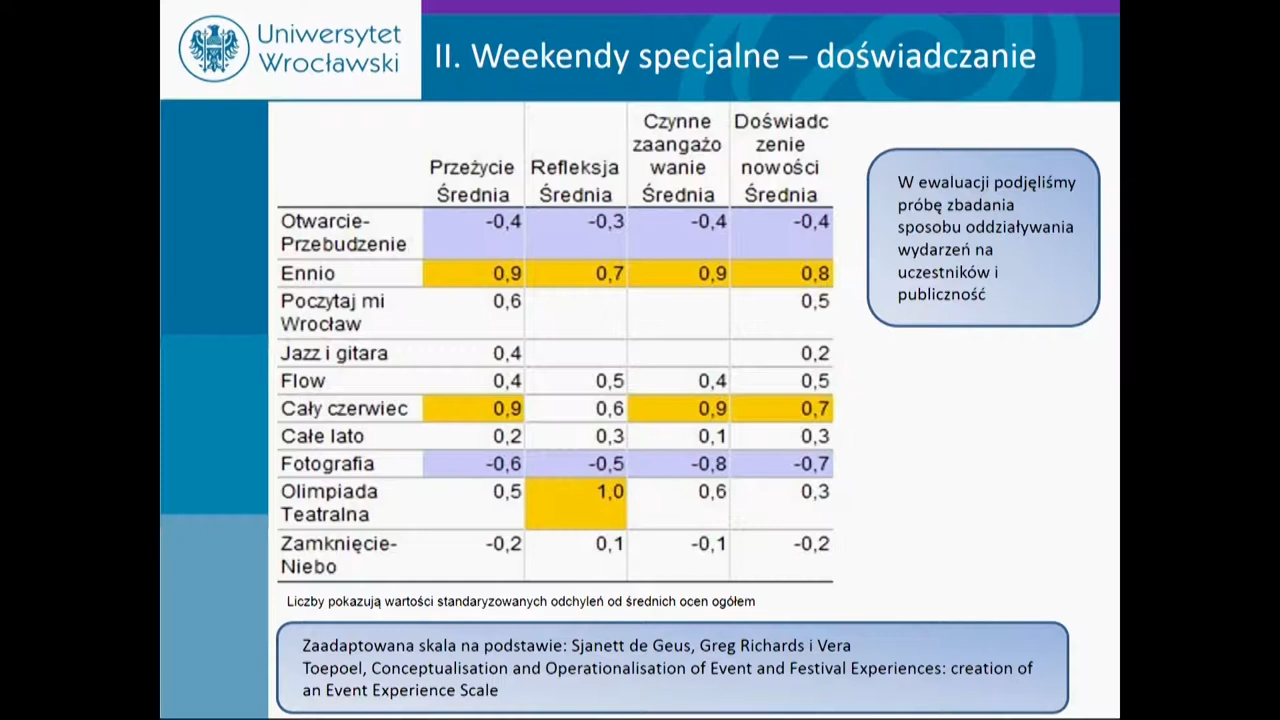 Uniwersytet
Wrocławski
II. Weekendy specjalne – doświadczanie
Przeżycie Refleksja Czynne zaangażo wanie Doświadc zenie nowości
Średnia Średnia Średnia Średnia
Otwarcie-Przebudzenie -0,4 -0,3 -0,4 -0,4
Ennio 0,9 0,7 0,9 0,8
Poczytaj mi Wrocław 0,6 0,5
Jazz i gitara 0,4 0,2
Flow 0,4 0,5 0,4 0,5
Cały czerwiec 0,9 0,6 0,9 0,7
Całe lato 0,2 0,3 0,1 0,3
Fotografia -0,6 -0,5 -0,8 -0,7
Olimpiada Teatralna 0,5 1,0 0,6 0,3
Zamknięcie-Niebo -0,2 0,1 -0,1 -0,2
Liczby pokazują wartości standaryzowanych odchyleń od średnich ocen ogółem
W ewaluacji podjęliśmy
próbę zbadania
sposobu oddziaływania
wydarzeń na
uczestników i
publiczność
Zaadaptowana skala na podstawie: Sjanett de Geus, Greg Richards i Vera
Toepoel, Conceptualisation and Operationalisation of Event and Festival Experiences: creation of
an Event Experience Scale